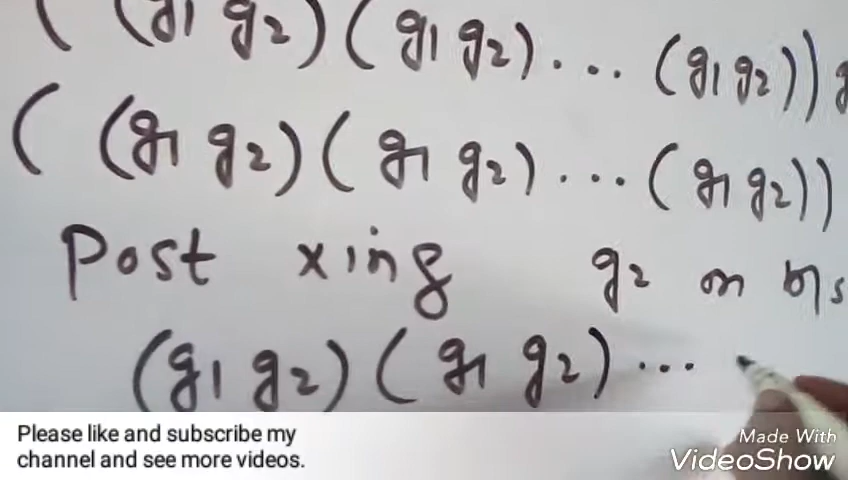 ( (g1 g2) ( g1 g2) ... (g1 g2)) g
( (g1 g2) ( g1 g2) ... ( g1 g2))
Post xing g2 on b/s
(g1 g2) ( g1 g2) ...
Please like and subscribe my
channel and see more videos.
Made With
VideoShow